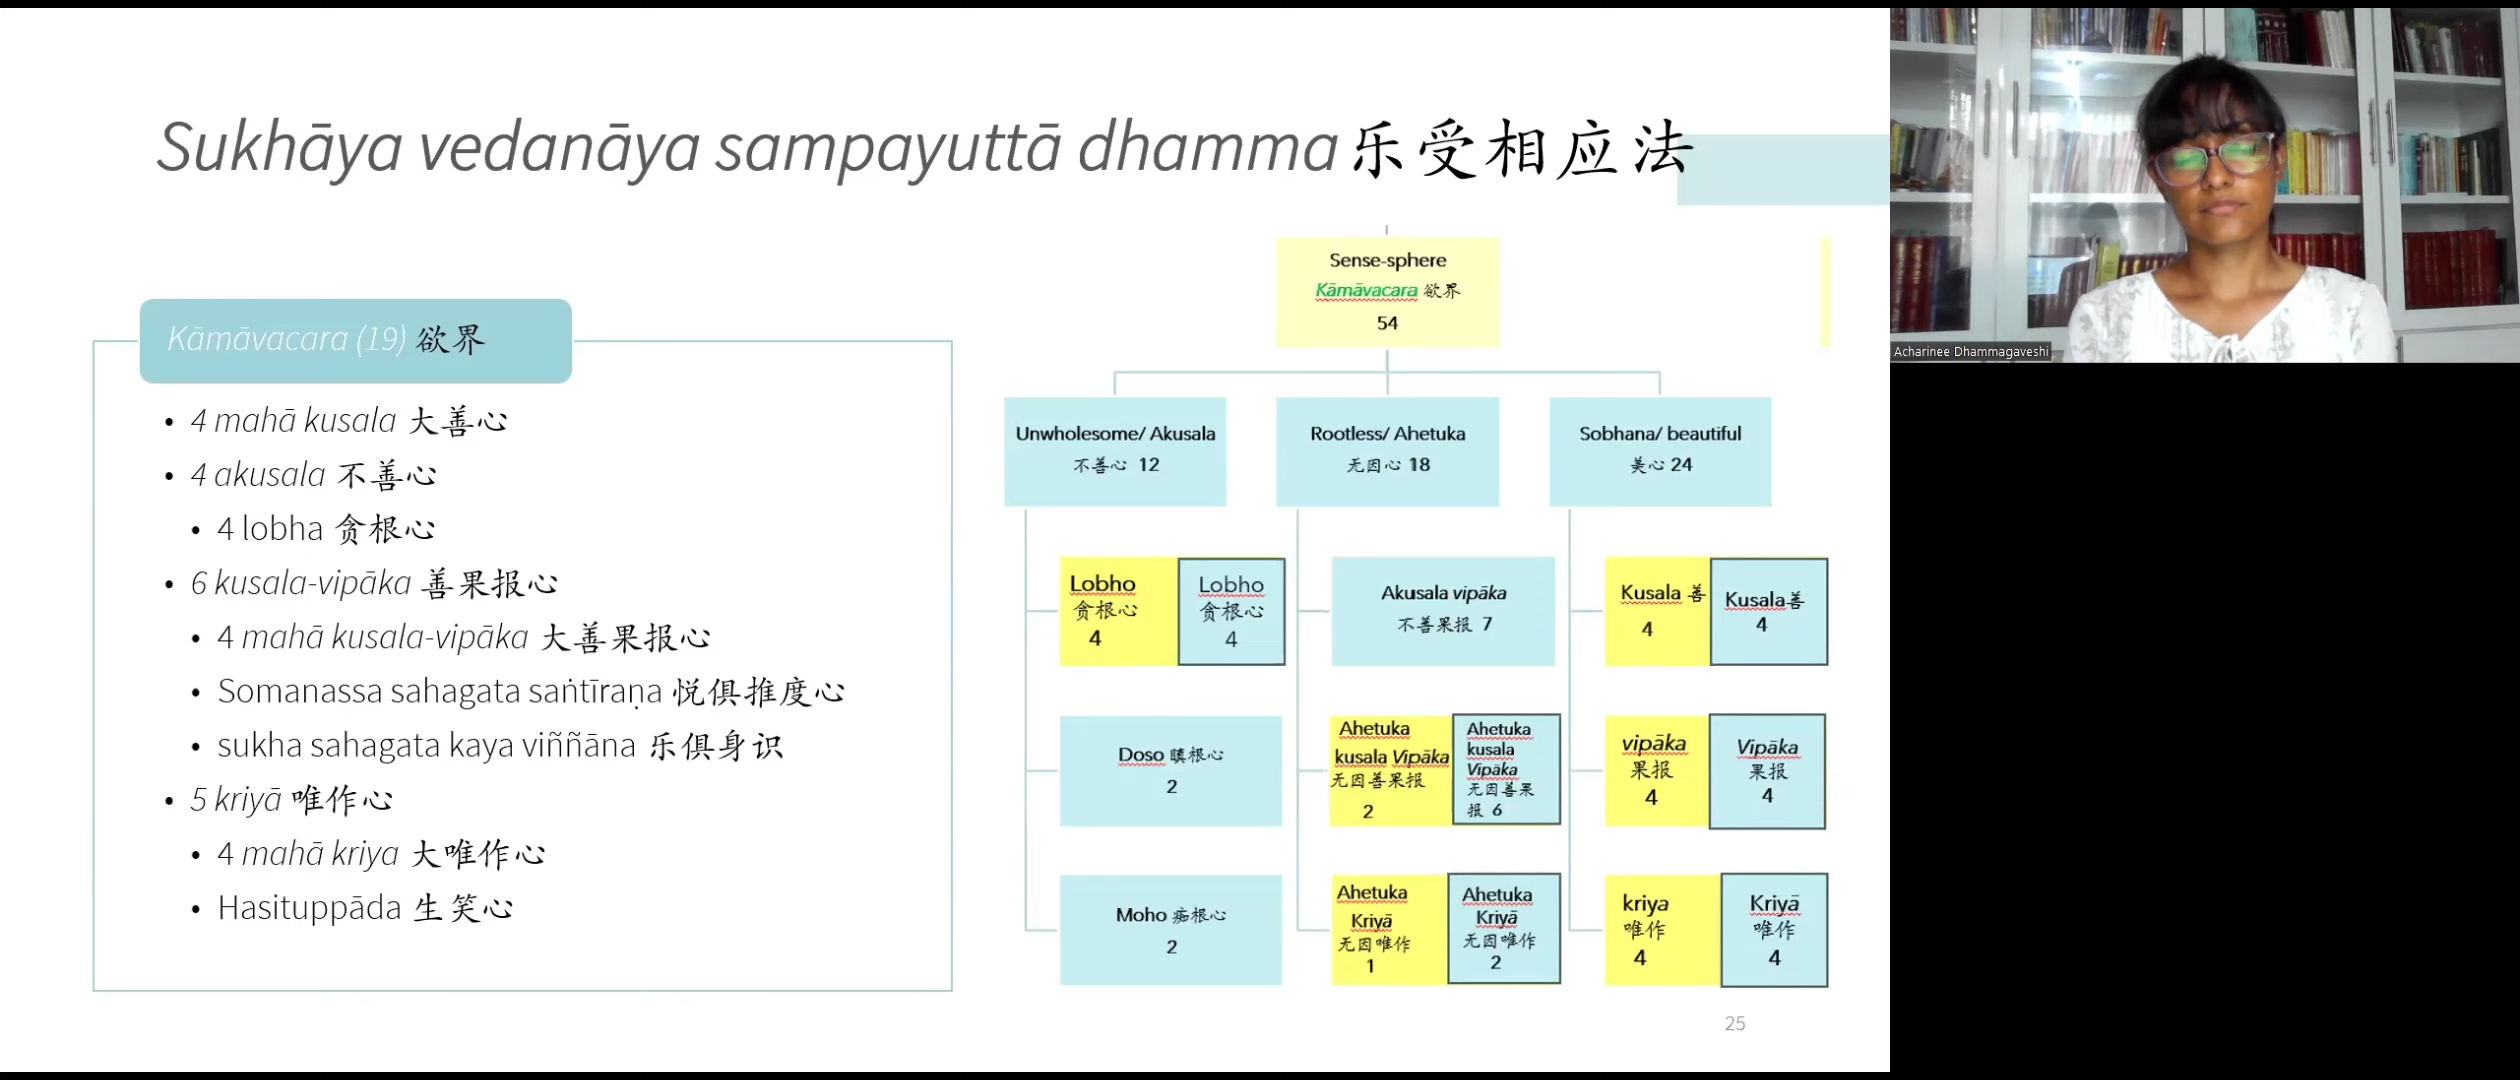 Sukhāya vedanāya sampayuttā dhamma 乐受相应法
Kāmāvacara (19) 欲界
• 4 mahā kusala 大善心
• 4 akusala 不善心
• 4 lobha 贪根心
• 6 kusala-vipāka 善果报心
• 4 mahā kusala-vipāka 大善果报心
• Somanassa sahagata saṅtīraṇa 悦俱推度心
• sukha sahagata kaya viññāna 乐俱身识
• 5 kriyā 唯作心
• 4 mahā kriya 大唯作心
• Hasituppāda 生笑心
Sense-sphere
Kāmāvacara 欲界
54
Unwholesome/ Akusala
不善心 12
Rootless/ Ahetuka
无因心 18
Sobhana/ beautiful
美心 24
Lobho
贪根心
4
Lobho
贪根心
4
Doso 瞋根心
2
Moho 痴根心
2
Akusala vipāka
不善果报 7
Ahetuka
kusala Vipāka
无因善果报
2
Ahetuka
kusala
Vipāka
无因善果
报 6
Ahetuka
Kriyā
无因唯作
1
Ahetuka
Kriyā
无因唯作
2
Kusala 善
4
Kusala善
4
vipāka
果报
4
Vipāka
果报
4
kriya
唯作
4
Kriyā
唯作
4
25
Acharinee Dhammagaveshi